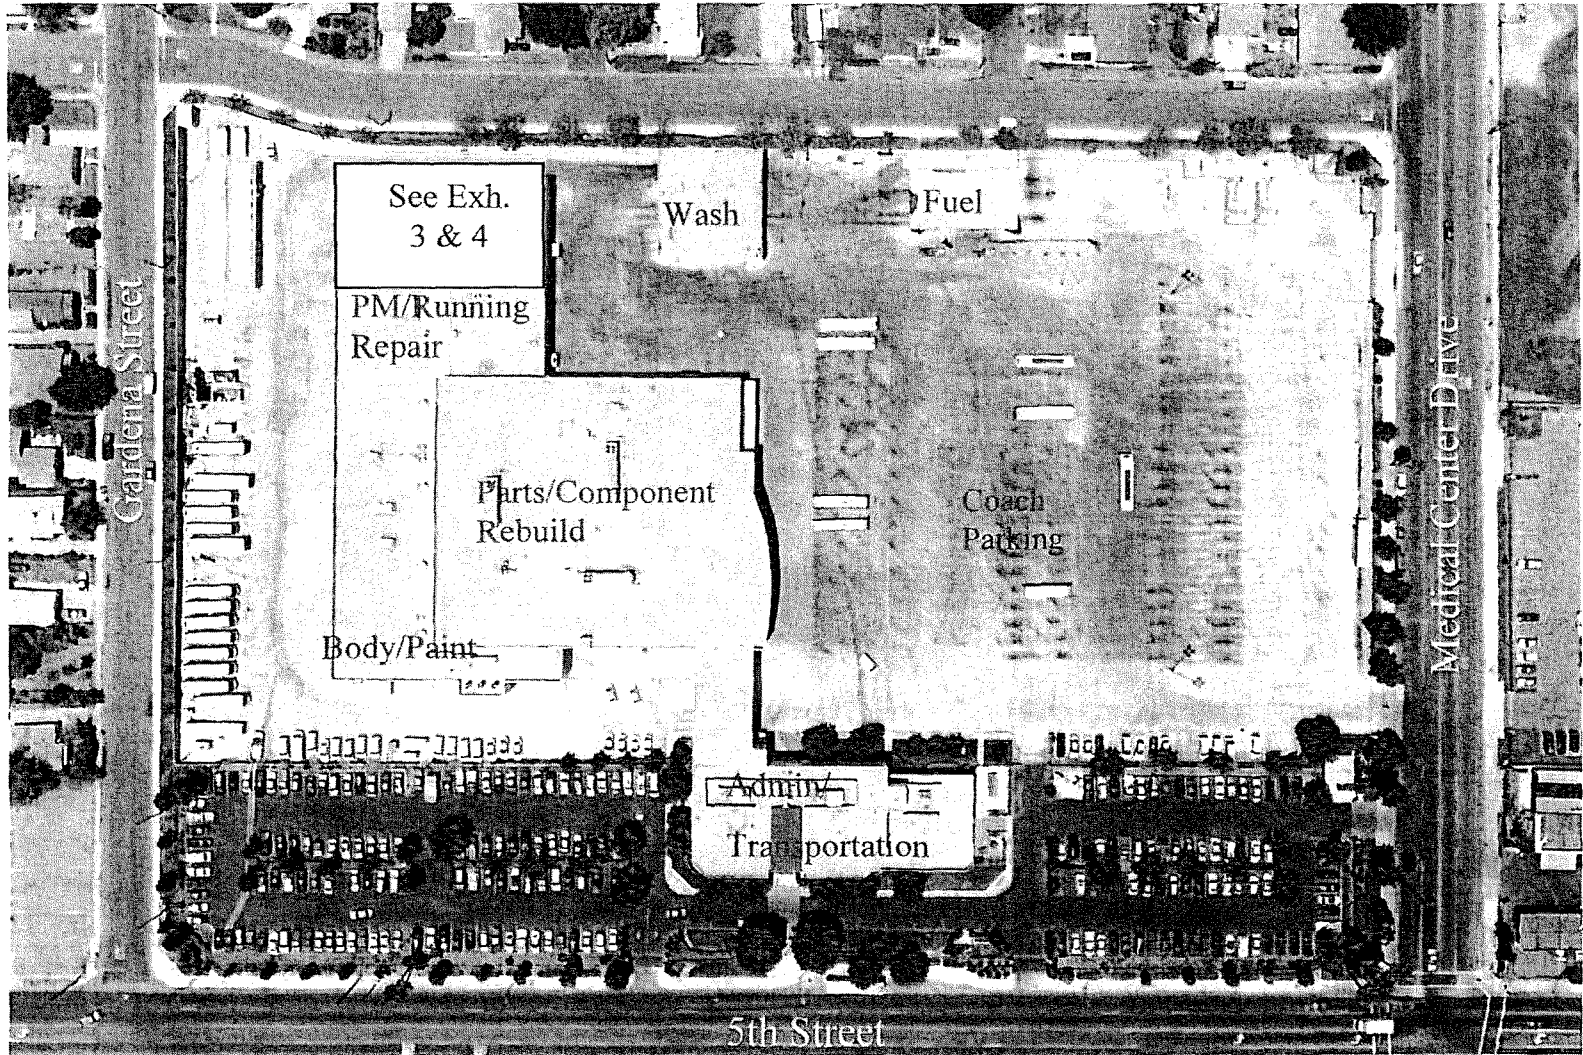 See Exh.
3 & 4
Wash
Fuel
PM/Running
Repair
Gardena Street
Parts/Component
Rebuild
Coach
Parking
Medical Center Drive
Body/Paint
Admin/
Transportation
5th Street